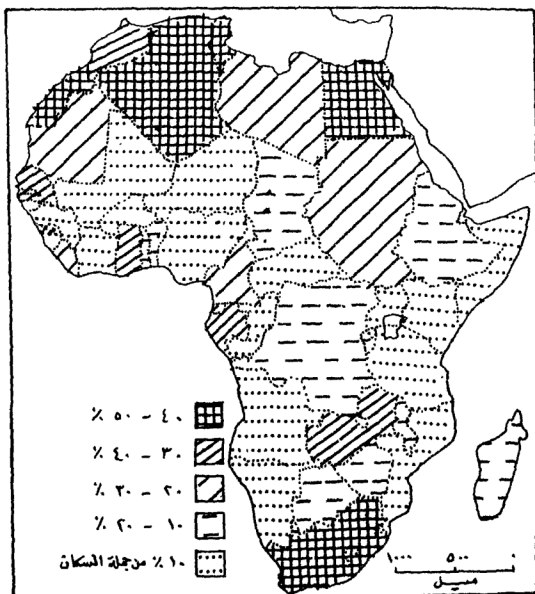 ٤٠ - ٥٠ ٪
٣٠ - ٤٠ ٪
٢٠ - ٣٠ ٪
١٠ - ٢٠ ٪
١٠ ٪ من جملة السكان
١٠٠٠ ٥٠٠ ٠
ميل